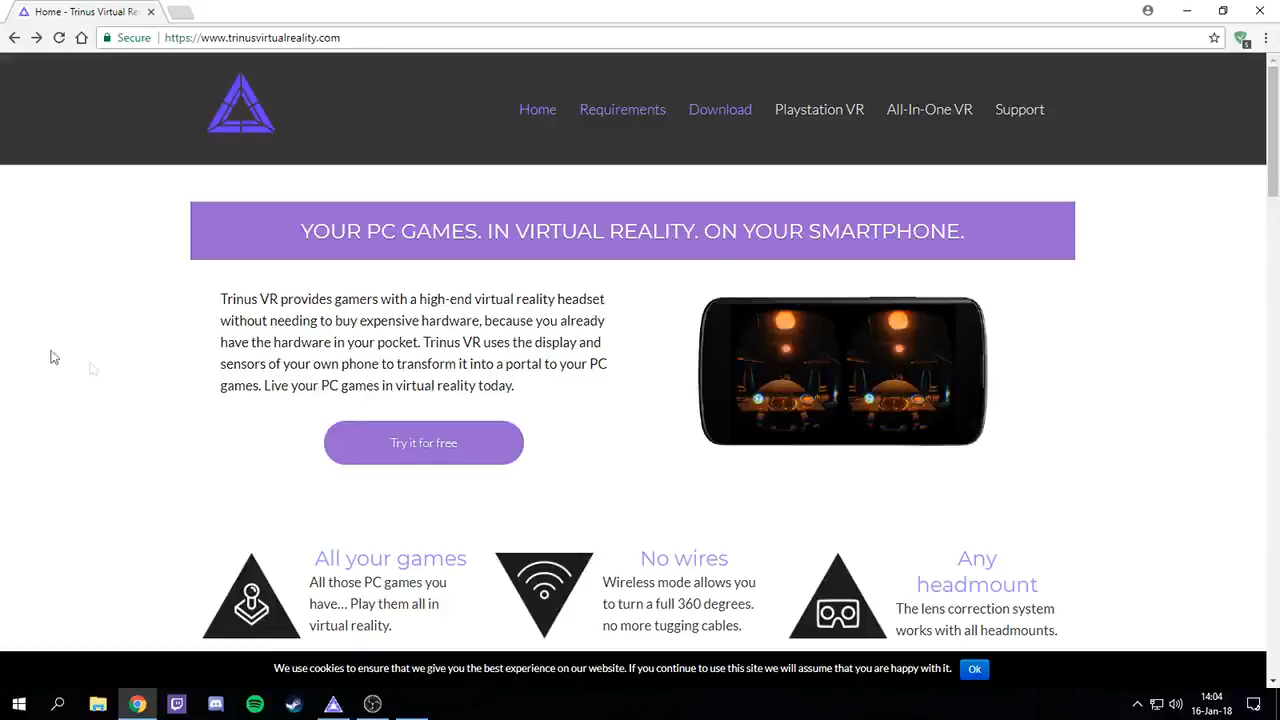 Home - Trinus Virtual Re
Secure https://www.trinusvirtualreality.com
5
Home Requirements Download Playstation VR All-In-One VR Support
YOUR PC GAMES. IN VIRTUAL REALITY. ON YOUR SMARTPHONE.
Trinus VR provides gamers with a high-end virtual reality headset
without needing to buy expensive hardware, because you already
have the hardware in your pocket. Trinus VR uses the display and
sensors of your own phone to transform it into a portal to your PC
games. Live your PC games in virtual reality today.
Try it for free
All your games
All those PC games you
have... Play them all in
virtual reality.
No wires
Wireless mode allows you
to turn a full 360 degrees.
no more tugging cables.
Any
headmount
The lens correction system
works with all headmounts.
We use cookies to ensure that we give you the best experience on our website. If you continue to use this site we will assume that you are happy with it. Ok
14:04
16-Jan-18